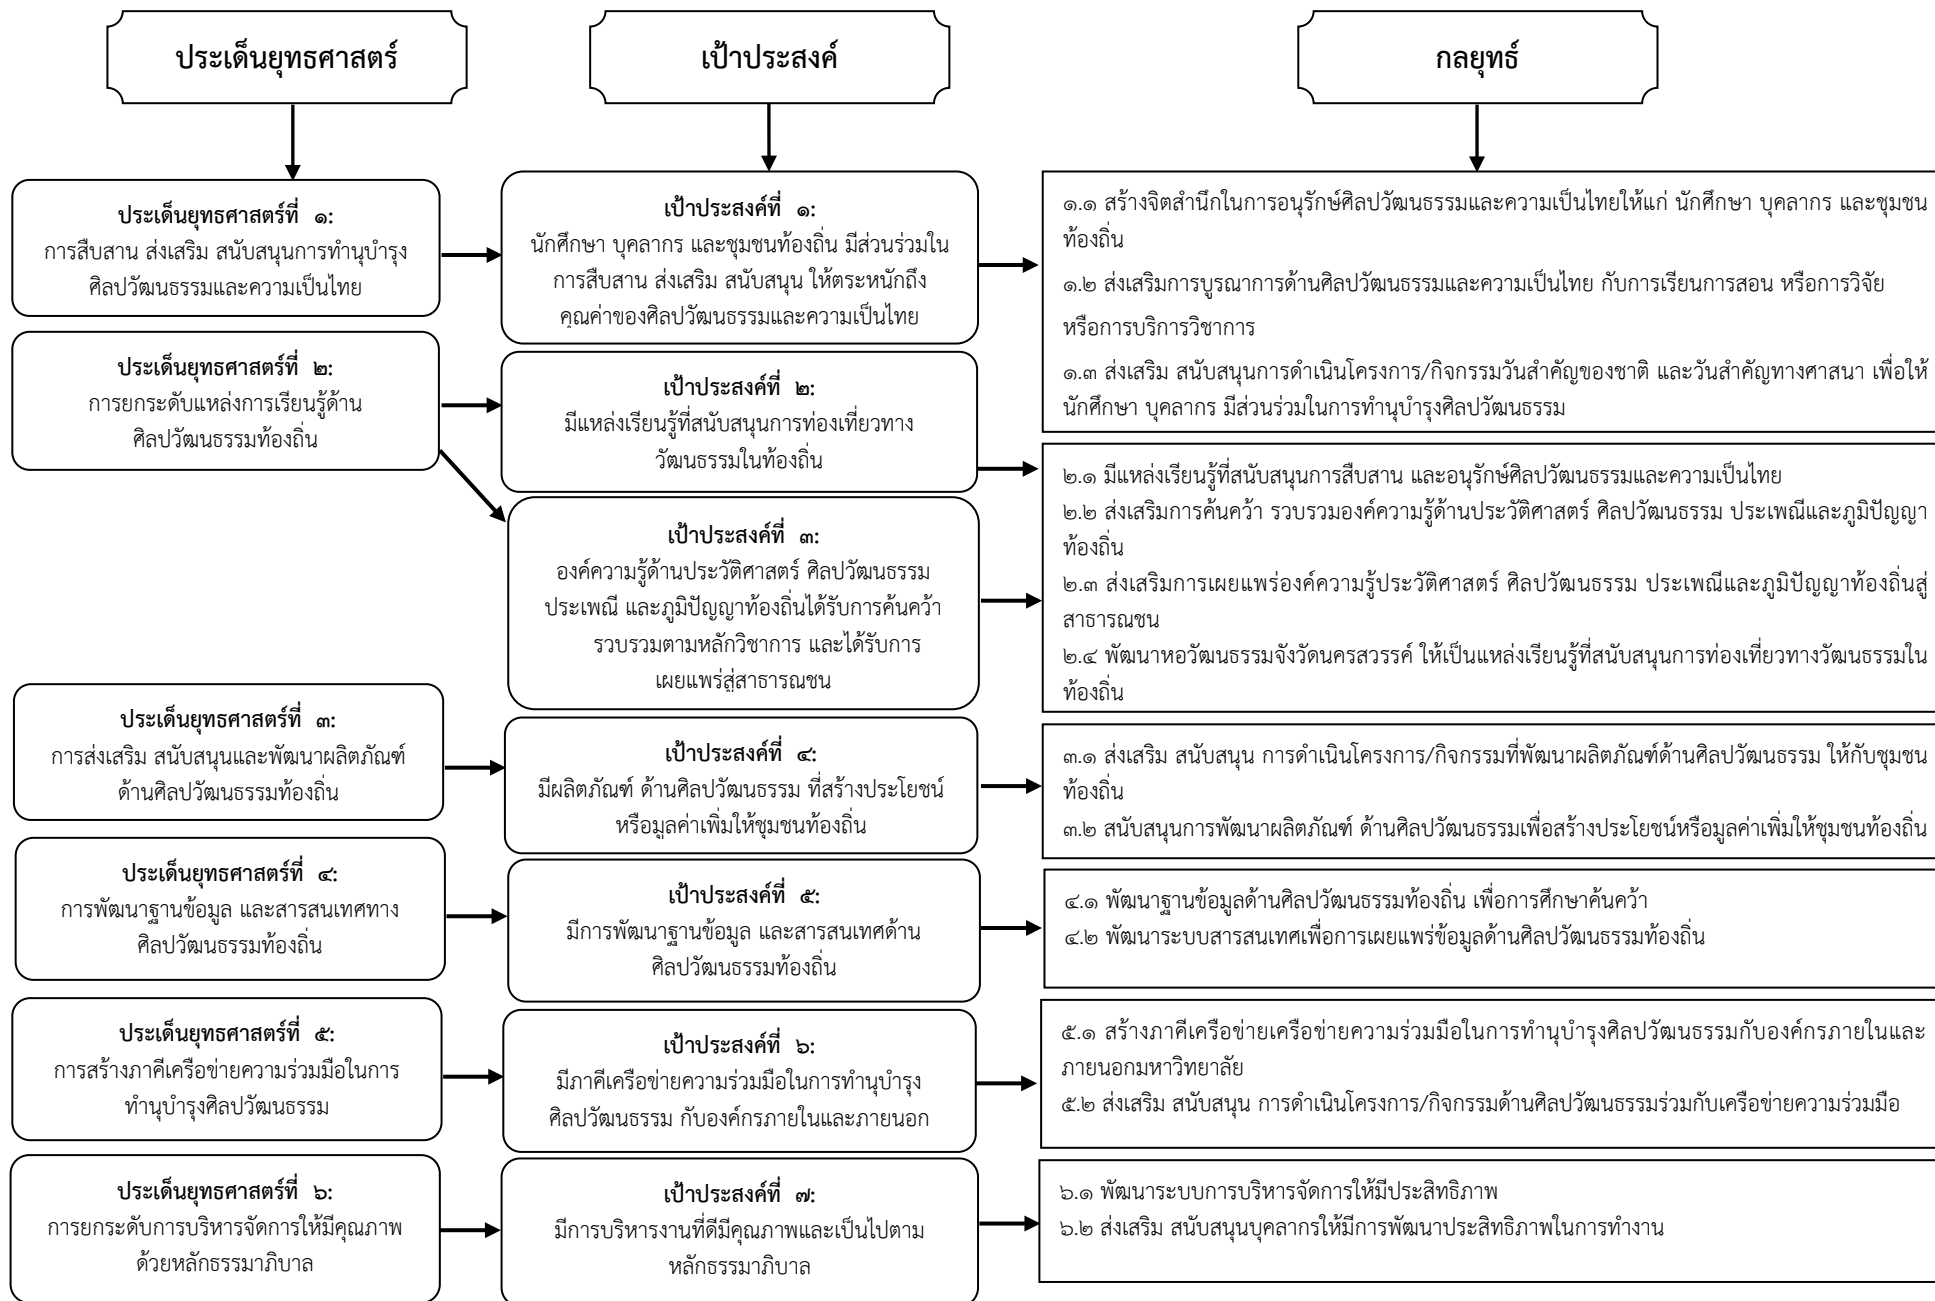 ประเด็นยุทธศาสตร์
เป้าประสงค์
กลยุทธ์
ประเด็นยุทธศาสตร์ที่ ๑:
การสืบสาน ส่งเสริม สนับสนุนการทำนุบำรุง
ศิลปวัฒนธรรมและความเป็นไทย
เป้าประสงค์ที่ ๑:
นักศึกษา บุคลากร และชุมชนท้องถิ่น มีส่วนร่วมใน
การสืบสาน ส่งเสริม สนับสนุน ให้ตระหนักถึง
คุณค่าของศิลปวัฒนธรรมและความเป็นไทย
๑.๑ สร้างจิตสำนึกในการอนุรักษ์ศิลปวัฒนธรรมและความเป็นไทยให้แก่ นักศึกษา บุคลากร และชุมชน
ท้องถิ่น
๑.๒ ส่งเสริมการบูรณาการด้านศิลปวัฒนธรรมและความเป็นไทย กับการเรียนการสอน หรือการวิจัย
หรือการบริการวิชาการ
๑.๓ ส่งเสริม สนับสนุนการดำเนินโครงการ/กิจกรรมวันสำคัญของชาติ และวันสำคัญทางศาสนา เพื่อให้
นักศึกษา บุคลากร มีส่วนร่วมในการทำนุบำรุงศิลปวัฒนธรรม
ประเด็นยุทธศาสตร์ที่ ๒:
การยกระดับแหล่งการเรียนรู้ด้าน
ศิลปวัฒนธรรมท้องถิ่น
เป้าประสงค์ที่ ๒:
มีแหล่งเรียนรู้ที่สนับสนุนการท่องเที่ยวทาง
วัฒนธรรมในท้องถิ่น
เป้าประสงค์ที่ ๓:
องค์ความรู้ด้านประวัติศาสตร์ ศิลปวัฒนธรรม
ประเพณี และภูมิปัญญาท้องถิ่นได้รับการค้นคว้า
รวบรวมตามหลักวิชาการ และได้รับการ
เผยแพร่สู่สาธารณชน
๒.๑ มีแหล่งเรียนรู้ที่สนับสนุนการสืบสาน และอนุรักษ์ศิลปวัฒนธรรมและความเป็นไทย
๒.๒ ส่งเสริมการค้นคว้า รวบรวมองค์ความรู้ด้านประวัติศาสตร์ ศิลปวัฒนธรรม ประเพณีและภูมิปัญญา
ท้องถิ่น
๒.๓ ส่งเสริมการเผยแพร่องค์ความรู้ประวัติศาสตร์ ศิลปวัฒนธรรม ประเพณีและภูมิปัญญาท้องถิ่นสู่
สาธารณชน
๒.๔ พัฒนาหอวัฒนธรรมจังวัดนครสวรรค์ ให้เป็นแหล่งเรียนรู้ที่สนับสนุนการท่องเที่ยวทางวัฒนธรรมใน
ท้องถิ่น
ประเด็นยุทธศาสตร์ที่ ๓:
การส่งเสริม สนับสนุนและพัฒนาผลิตภัณฑ์
ด้านศิลปวัฒนธรรมท้องถิ่น
เป้าประสงค์ที่ ๔:
มีผลิตภัณฑ์ ด้านศิลปวัฒนธรรม ที่สร้างประโยชน์
หรือมูลค่าเพิ่มให้ชุมชนท้องถิ่น
๓.๑ ส่งเสริม สนับสนุน การดำเนินโครงการ/กิจกรรมที่พัฒนาผลิตภัณฑ์ด้านศิลปวัฒนธรรม ให้กับชุมชน
ท้องถิ่น
๓.๒ สนับสนุนการพัฒนาผลิตภัณฑ์ ด้านศิลปวัฒนธรรมเพื่อสร้างประโยชน์หรือมูลค่าเพิ่มให้ชุมชนท้องถิ่น
ประเด็นยุทธศาสตร์ที่ ๔:
การพัฒนาฐานข้อมูล และสารสนเทศทาง
ศิลปวัฒนธรรมท้องถิ่น
เป้าประสงค์ที่ ๕:
มีการพัฒนาฐานข้อมูล และสารสนเทศด้าน
ศิลปวัฒนธรรมท้องถิ่น
๔.๑ พัฒนาฐานข้อมูลด้านศิลปวัฒนธรรมท้องถิ่น เพื่อการศึกษาค้นคว้า
๔.๒ พัฒนาระบบสารสนเทศเพื่อการเผยแพร่ข้อมูลด้านศิลปวัฒนธรรมท้องถิ่น
ประเด็นยุทธศาสตร์ที่ ๕:
การสร้างภาคีเครือข่ายความร่วมมือในการ
ทำนุบำรุงศิลปวัฒนธรรม
เป้าประสงค์ที่ ๖:
มีภาคีเครือข่ายความร่วมมือในการทำนุบำรุง
ศิลปวัฒนธรรม กับองค์กรภายในและภายนอก
๕.๑ สร้างภาคีเครือข่ายเครือข่ายความร่วมมือในการทำนุบำรุงศิลปวัฒนธรรมกับองค์กรภายในและ
ภายนอกมหาวิทยาลัย
๕.๒ ส่งเสริม สนับสนุน การดำเนินโครงการ/กิจกรรมด้านศิลปวัฒนธรรมร่วมกับเครือข่ายความร่วมมือ
ประเด็นยุทธศาสตร์ที่ ๖:
การยกระดับการบริหารจัดการให้มีคุณภาพ
ด้วยหลักธรรมาภิบาล
เป้าประสงค์ที่ ๗:
มีการบริหารงานที่ดีมีคุณภาพและเป็นไปตาม
หลักธรรมาภิบาล
๖.๑ พัฒนาระบบการบริหารจัดการให้มีประสิทธิภาพ
๖.๒ ส่งเสริม สนับสนุนบุคลากรให้มีการพัฒนาประสิทธิภาพในการทำงาน